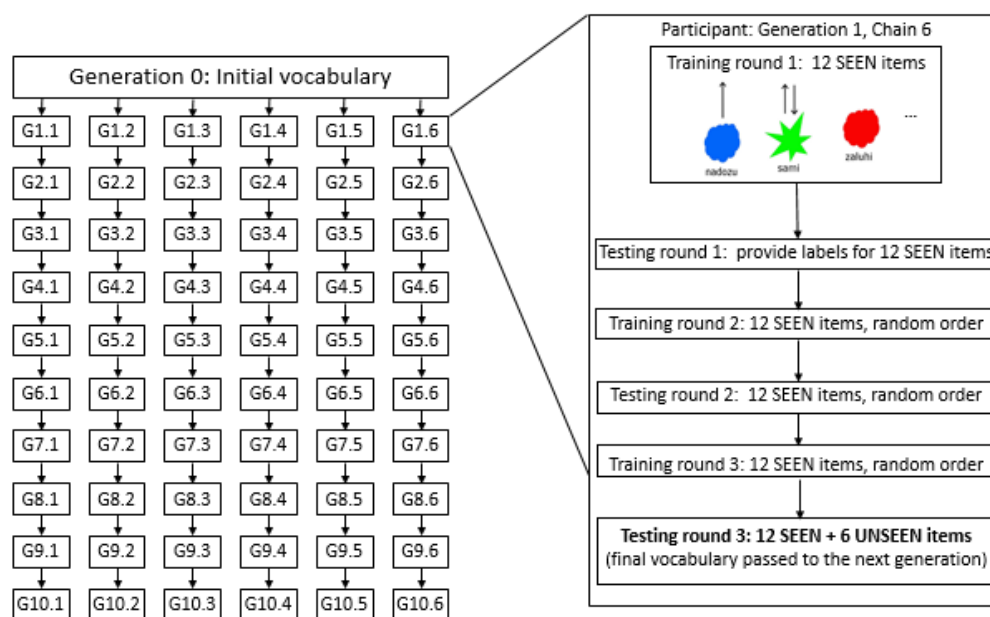 Generation 0: Initial vocabulary
G1.1 G1.2 G1.3 G1.4 G1.5 G1.6
G2.1 G2.2 G2.3 G2.4 G2.5 G2.6
G3.1 G3.2 G3.3 G3.4 G3.5 G3.6
G4.1 G4.2 G4.3 G4.4 G4.5 G4.6
G5.1 G5.2 G5.3 G5.4 G5.5 G5.6
G6.1 G6.2 G6.3 G6.4 G6.5 G6.6
G7.1 G7.2 G7.3 G7.4 G7.5 G7.6
G8.1 G8.2 G8.3 G8.4 G8.5 G8.6
G9.1 G9.2 G9.3 G9.4 G9.5 G9.6
G10.1 G10.2 G10.3 G10.4 G10.5 G10.6
Participant: Generation 1, Chain 6
Training round 1: 12 SEEN items
nadozu sami zaluhi ...
Testing round 1: provide labels for 12 SEEN items
Training round 2: 12 SEEN items, random order
Testing round 2: 12 SEEN items, random order
Training round 3: 12 SEEN items, random order
Testing round 3: 12 SEEN + 6 UNSEEN items
(final vocabulary passed to the next generation)